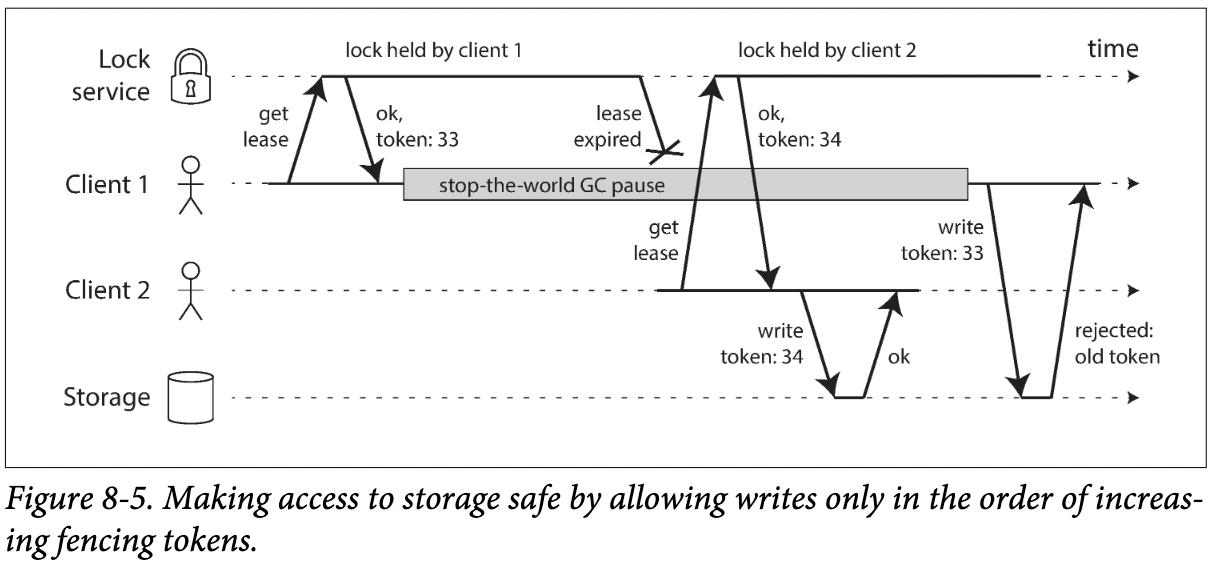 Lock
service
lock held by client 1
lock held by client 2
time
get
lease
ok,
token: 33
lease
expired
ok,
token: 34
Client 1
stop-the-world GC pause
get
lease
write
token: 33
Client 2
write
token: 34
ok
rejected:
old token
Storage
Figure 8-5. Making access to storage safe by allowing writes only in the order of increas-
ing fencing tokens.